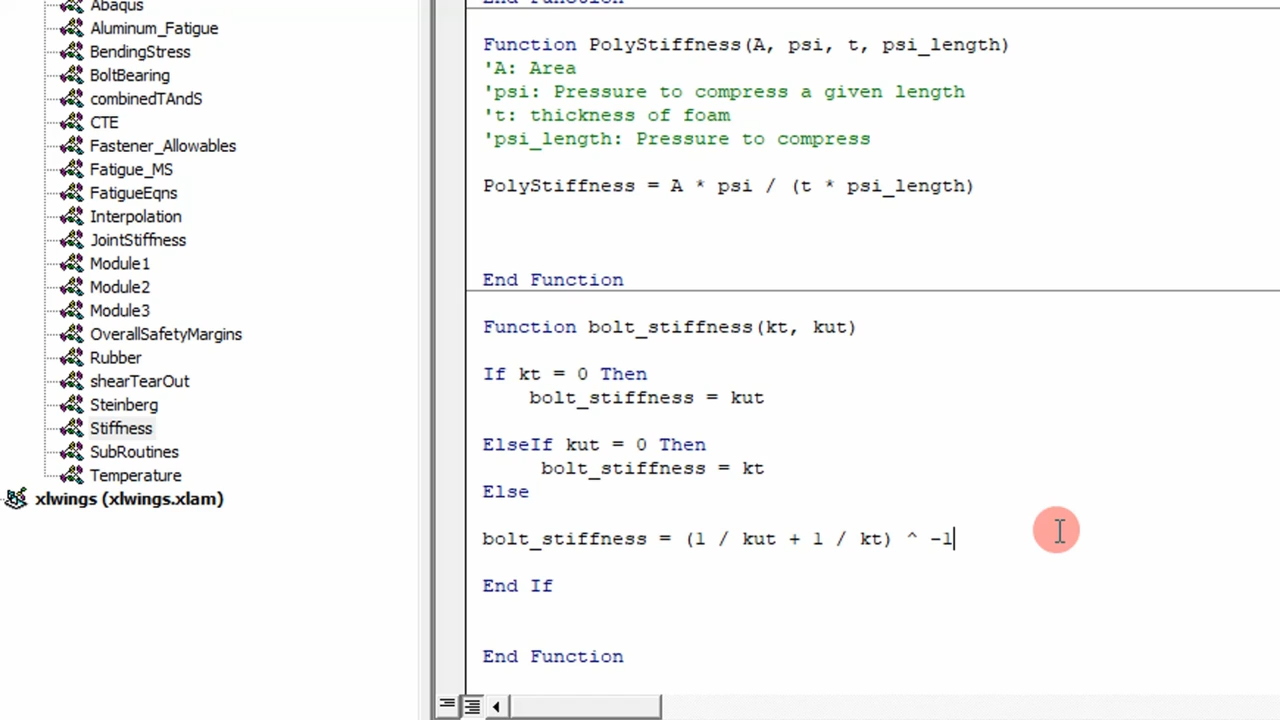 Abaqus
Aluminum_Fatigue
BendingStress
BoltBearing
combinedTAndS
CTE
Fastener_Allowables
Fatigue_MS
FatigueEqns
Interpolation
JointStiffness
Module1
Module2
Module3
OverallSafetyMargins
Rubber
shearTearOut
Steinberg
Stiffness
SubRoutines
Temperature
xlwings (xlwings.xlam)
End Function
Function PolyStiffness(A, psi, t, psi_length)
'A: Area
'psi: Pressure to compress a given length
't: thickness of foam
'psi_length: Pressure to compress
PolyStiffness = A * psi / (t * psi_length)
End Function
Function bolt_stiffness(kt, kut)
If kt = 0 Then
bolt_stiffness = kut
ElseIf kut = 0 Then
bolt_stiffness = kt
Else
bolt_stiffness = (1 / kut + 1 / kt) ^ -1
End If
End Function